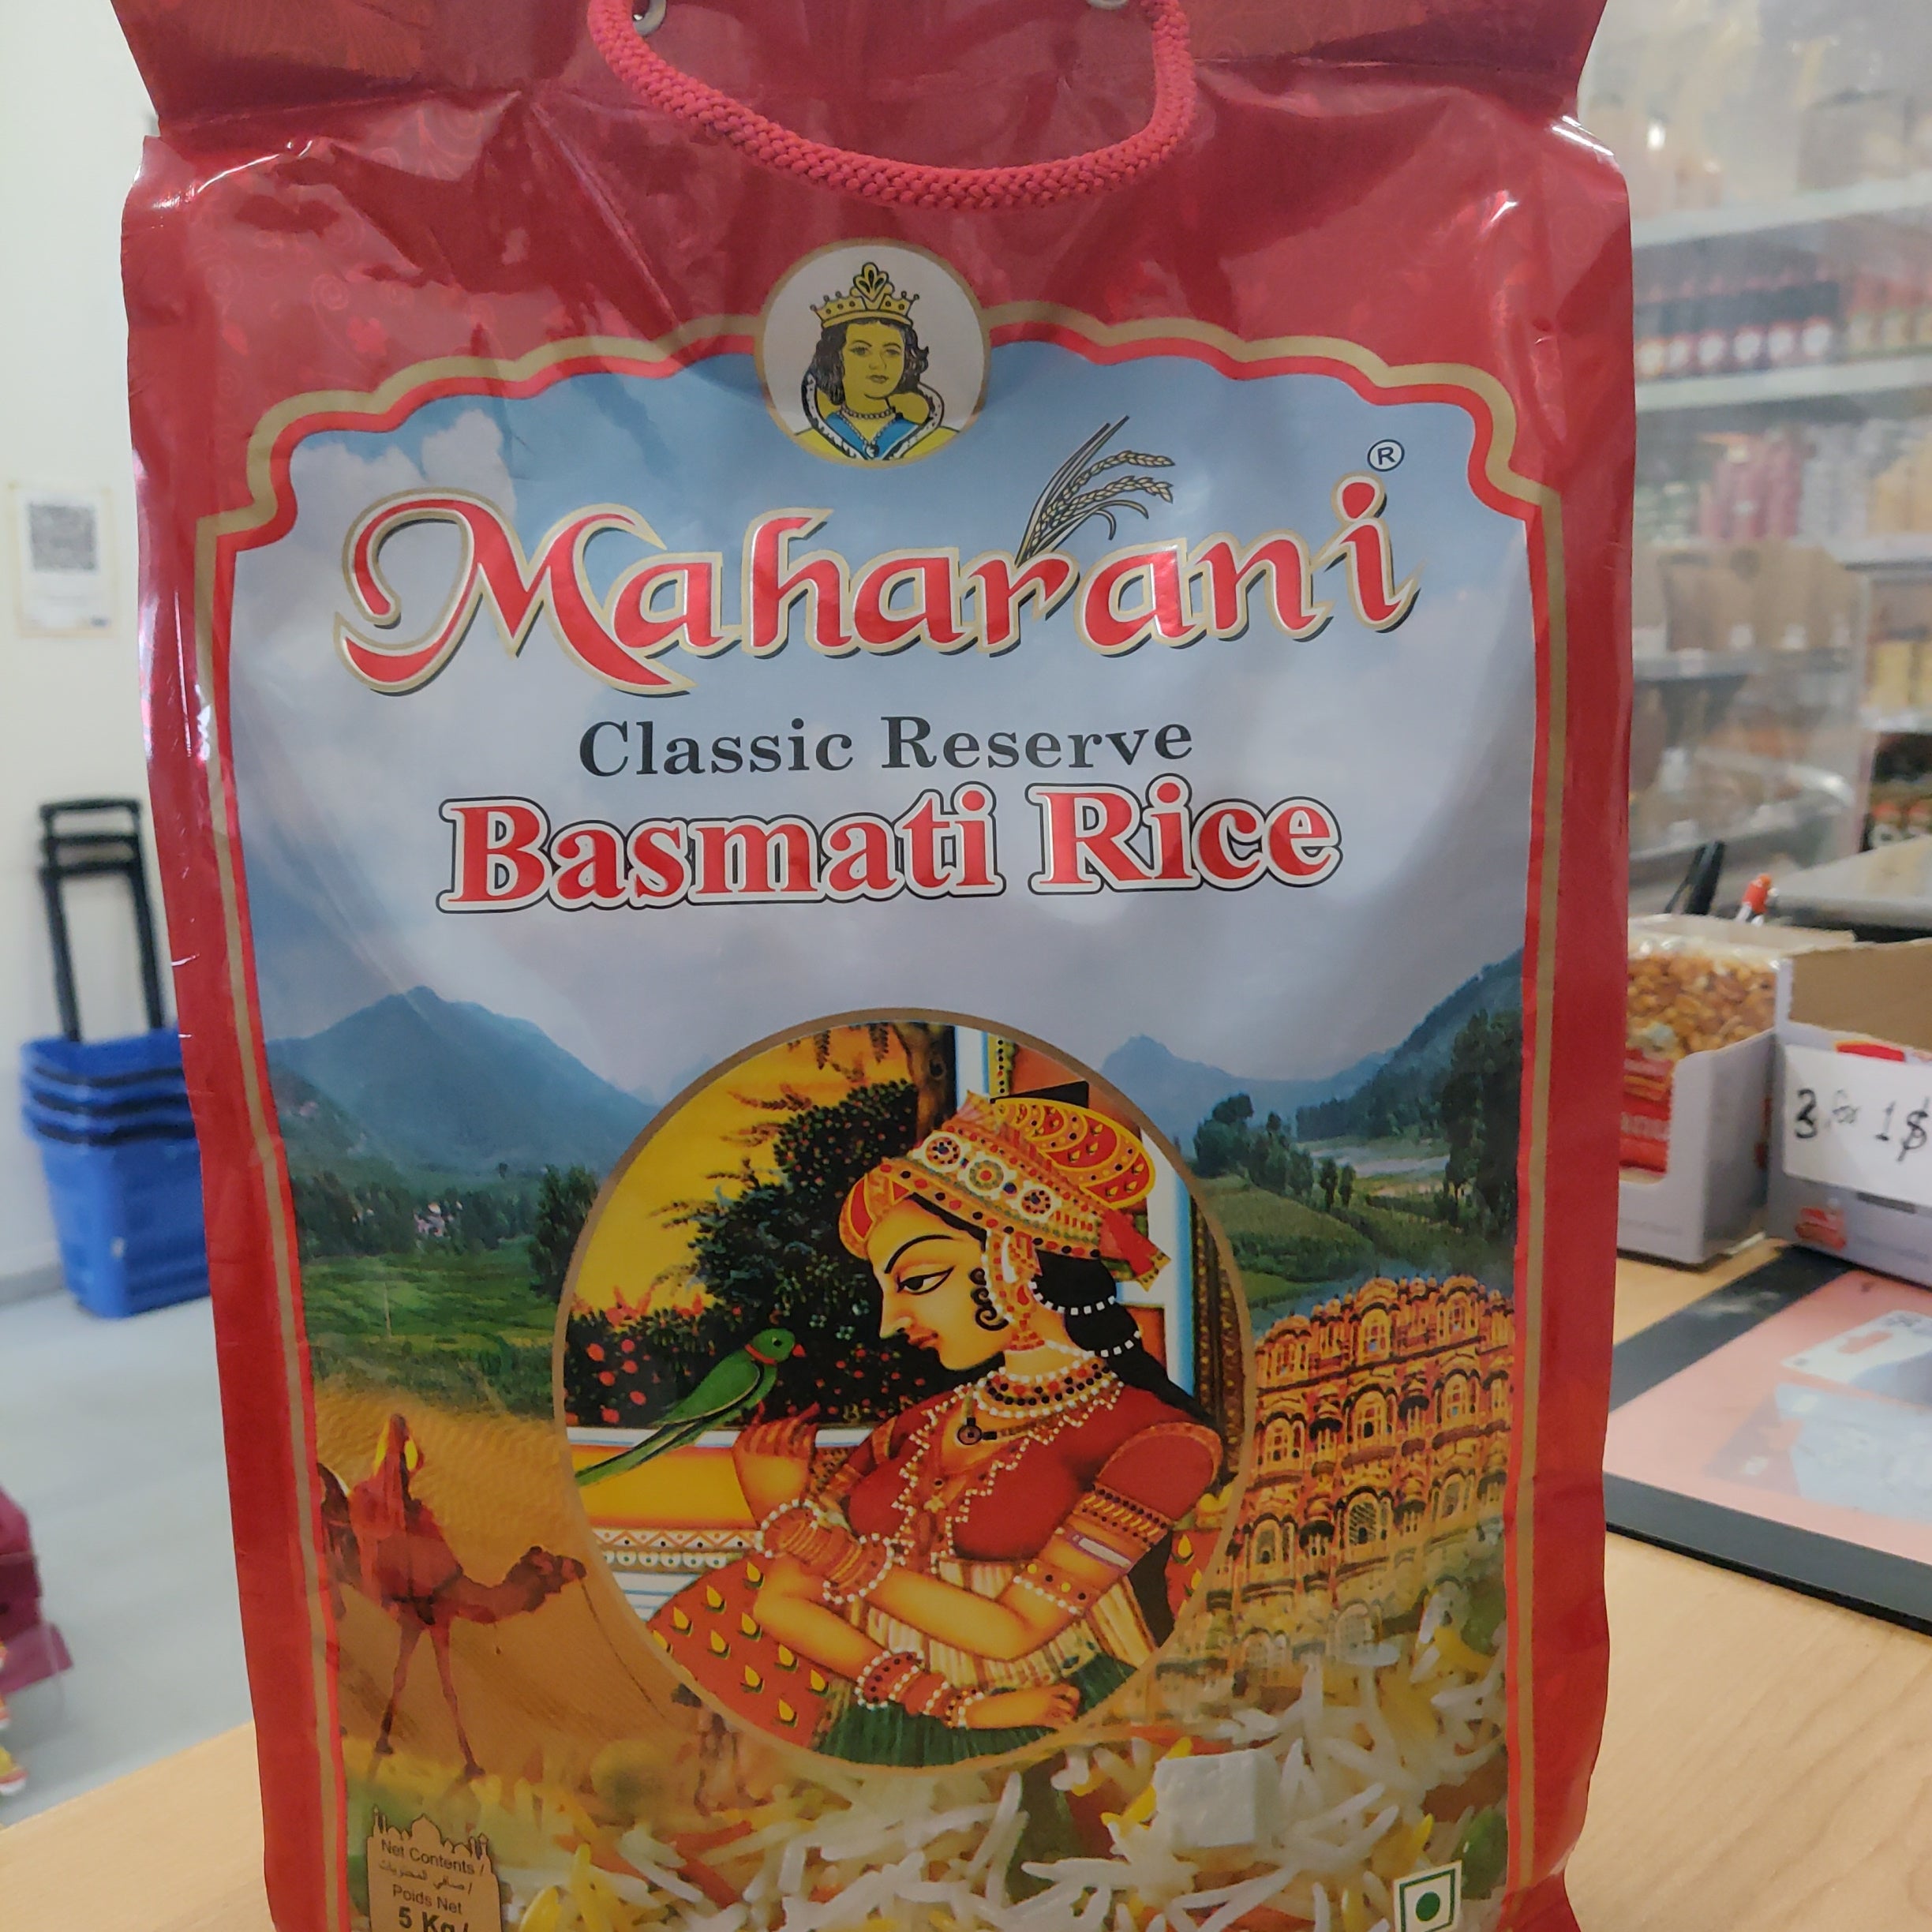 Maharani®
Classic Reserve
Basmati Rice
3 for 1$
Net Contents /
صافي المحتويات /
Poids Net
5 Kg /